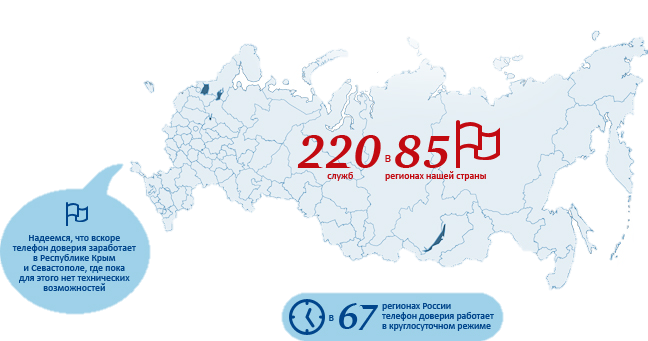 220 в 85
служб
регионах нашей страны
Надеемся, что вскоре
телефон доверия заработает
в Республике Крым
и Севастополе, где пока
для этого нет технических
возможностей
в 67
регионах России
телефон доверия работает
в круглосуточном режиме